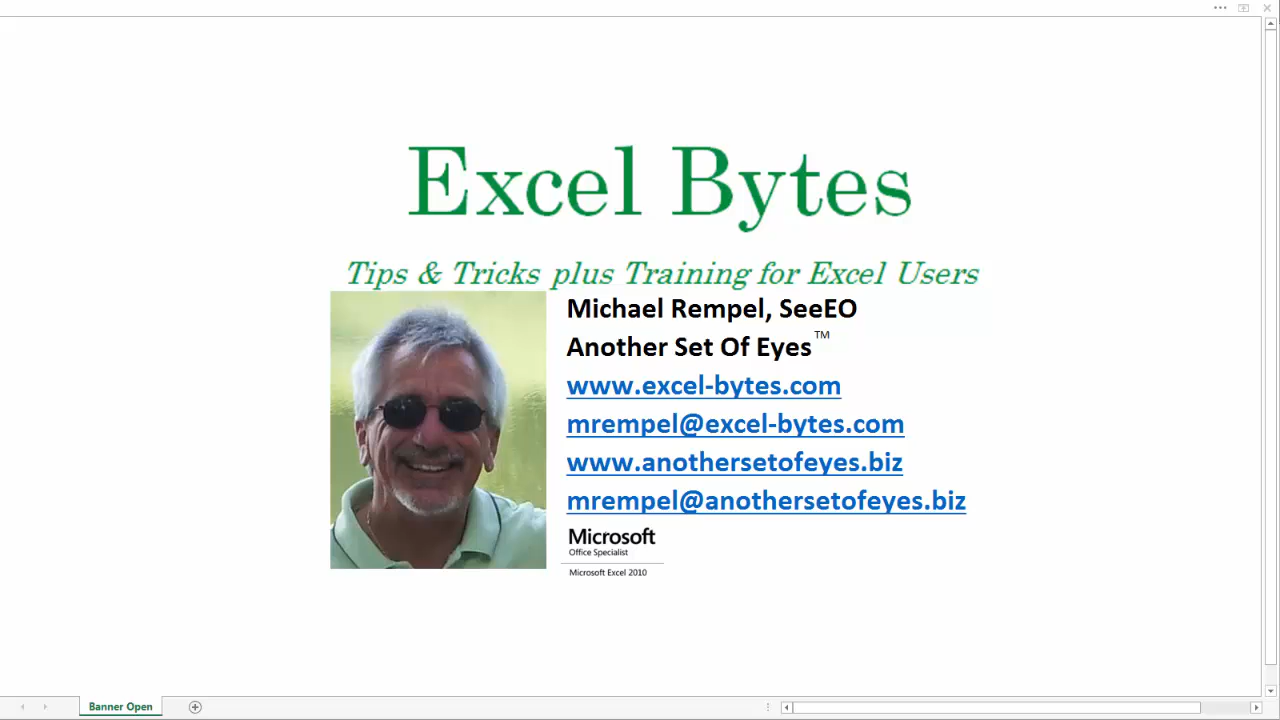 Excel Bytes
Tips & Tricks plus Training for Excel Users
Michael Rempel, SeeEO
Another Set Of Eyes™
www.excel-bytes.com
mrempel@excel-bytes.com
www.anothersetofeyes.biz
mrempel@anothersetofeyes.biz
Microsoft
Office Specialist
Microsoft Excel 2010
Banner Open